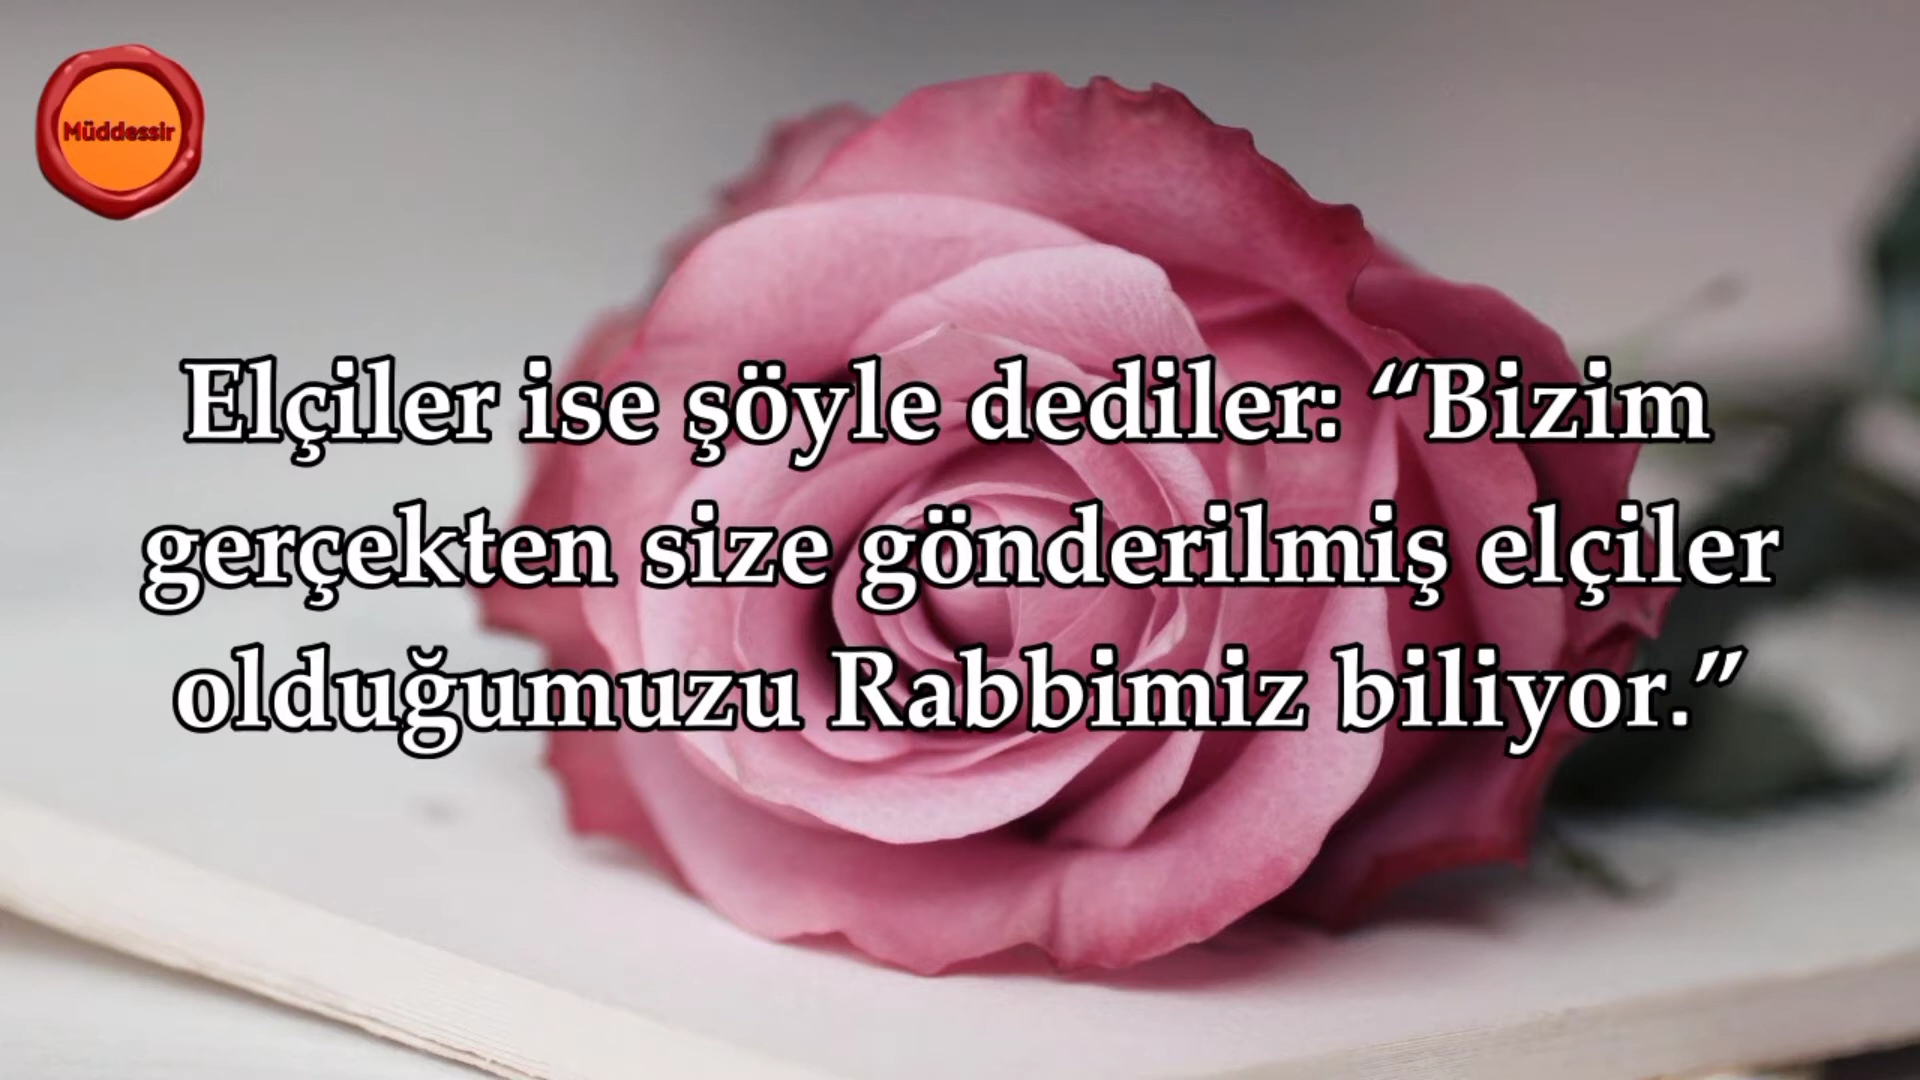 Müddessir
Elçiler ise şöyle dediler: “Bizim
gerçekten size gönderilmiş elçiler
olduğumuzu Rabbimiz biliyor.”